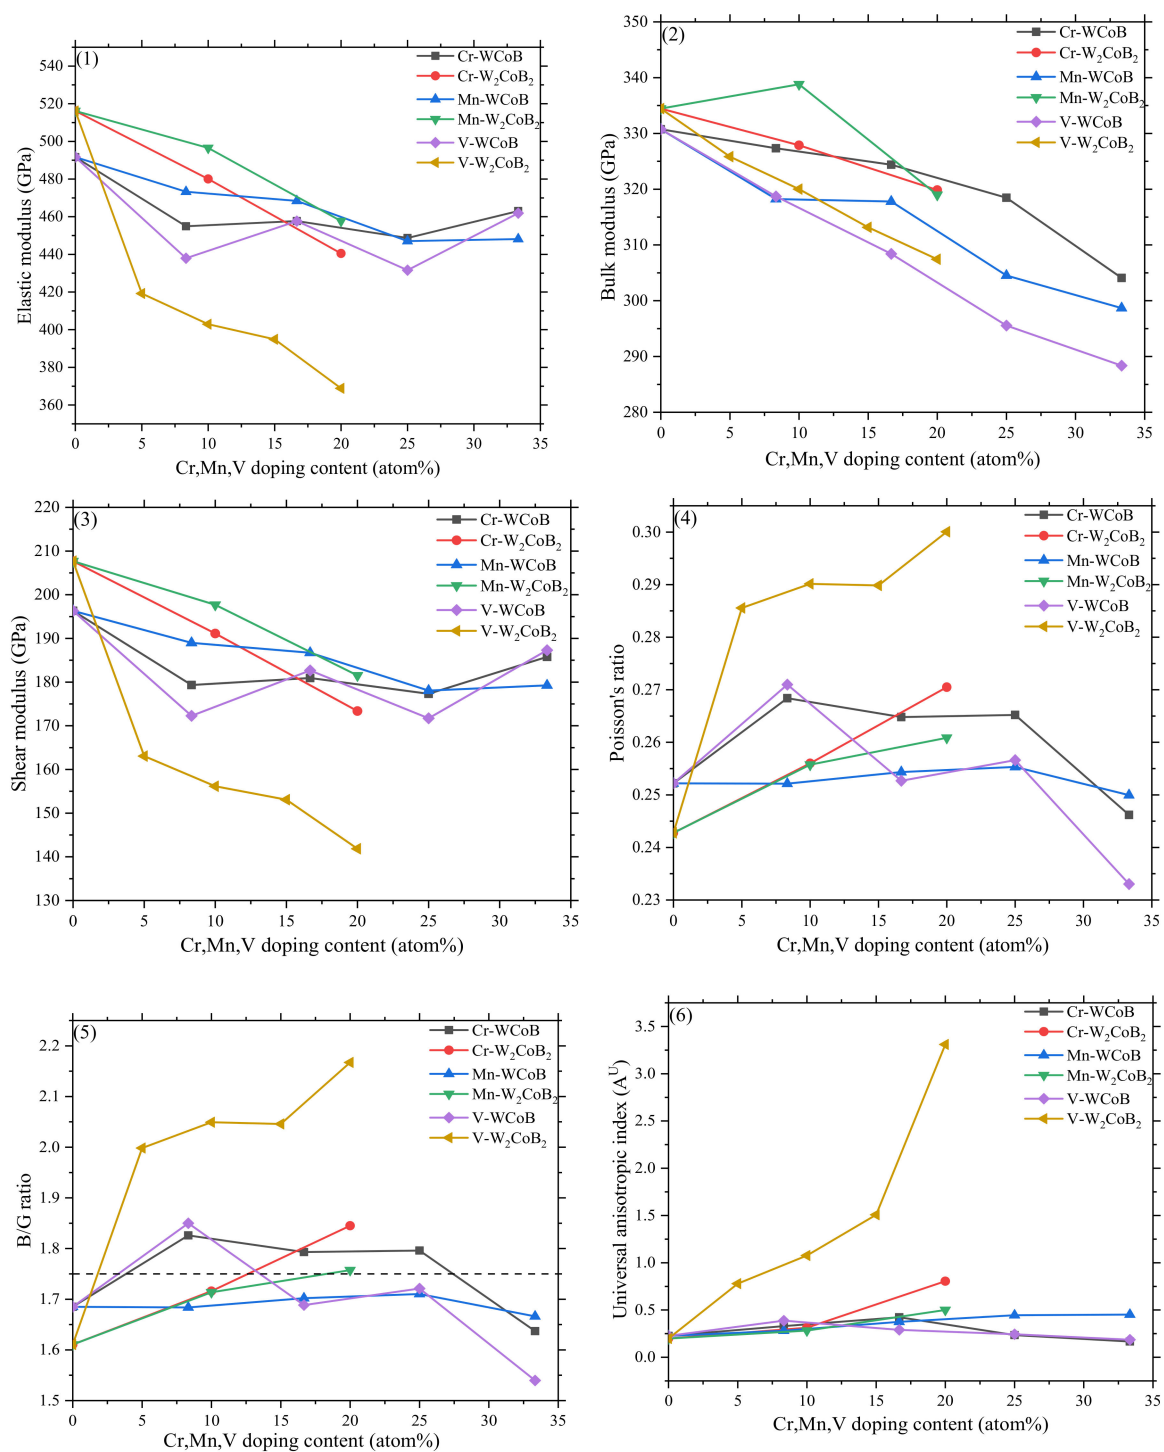 (1)
Cr-WCoB
Cr-W₂CoB₂
Mn-WCoB
Mn-W₂CoB₂
V-WCoB
V-W₂CoB₂
540
520
500
480
460
440
420
400
380
360
Elastic modulus (GPa)
0 5 10 15 20 25 30 35
Cr,Mn,V doping content (atom%)
(2)
Cr-WCoB
Cr-W₂CoB₂
Mn-WCoB
Mn-W₂CoB₂
V-WCoB
V-W₂CoB₂
350
340
330
320
310
300
290
280
Bulk modulus (GPa)
0 5 10 15 20 25 30 35
Cr,Mn,V doping content (atom%)
(3)
Cr-WCoB
Cr-W₂CoB₂
Mn-WCoB
Mn-W₂CoB₂
V-WCoB
V-W₂CoB₂
220
210
200
190
180
170
160
150
140
130
Shear modulus (GPa)
0 5 10 15 20 25 30 35
Cr,Mn,V doping content (atom%)
(4)
Cr-WCoB
Cr-W₂CoB₂
Mn-WCoB
Mn-W₂CoB₂
V-WCoB
V-W₂CoB₂
0.30
0.29
0.28
0.27
0.26
0.25
0.24
0.23
Poisson's ratio
0 5 10 15 20 25 30 35
Cr,Mn,V doping content (atom%)
(5)
Cr-WCoB
Cr-W₂CoB₂
Mn-WCoB
Mn-W₂CoB₂
V-WCoB
V-W₂CoB₂
2.2
2.1
2.0
1.9
1.8
1.7
1.6
1.5
B/G ratio
0 5 10 15 20 25 30 35
Cr,Mn,V doping content (atom%)
(6)
Cr-WCoB
Cr-W₂CoB₂
Mn-WCoB
Mn-W₂CoB₂
V-WCoB
V-W₂CoB₂
3.5
3.0
2.5
2.0
1.5
1.0
0.5
0.0
Universal anisotropic index (Aᵁ)
0 5 10 15 20 25 30 35
Cr,Mn,V doping content (atom%)